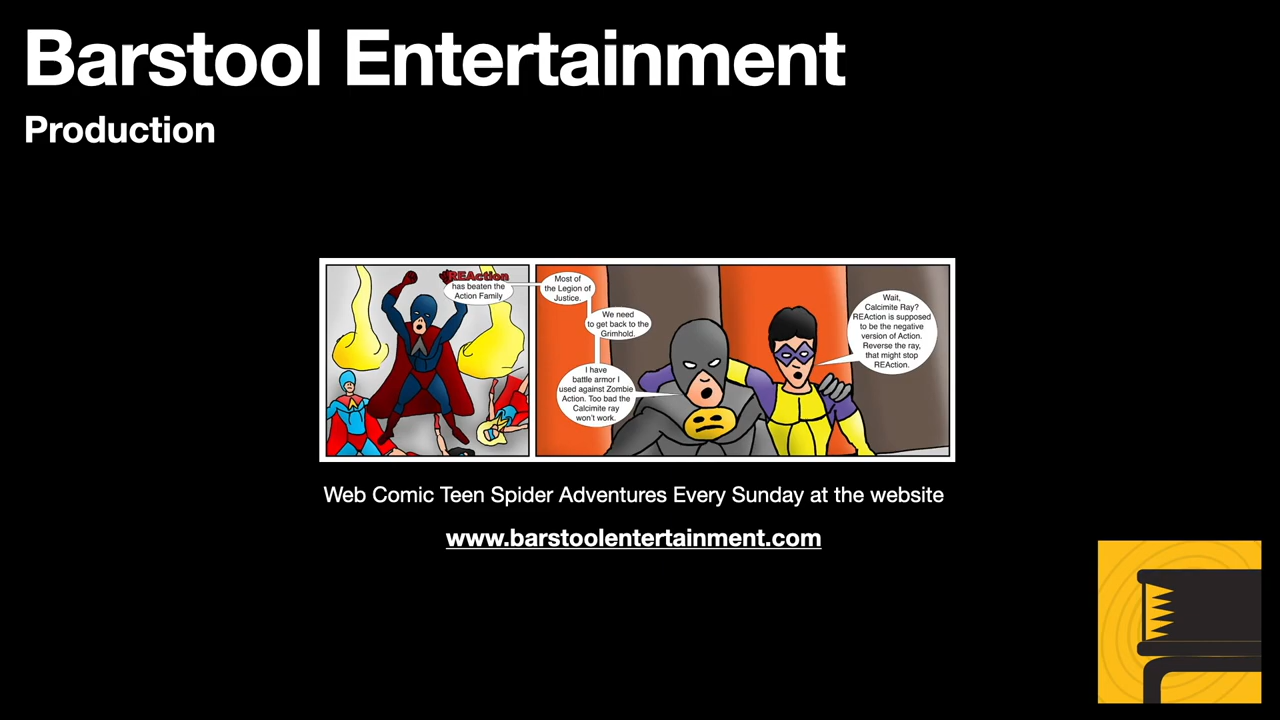 Barstool Entertainment
Production
REAction
has beaten the
Action Family
Most of
the Legion of
Justice.
We need
to get back to the
Grimhold.
I have
battle armor I
used against Zombie
Action. Too bad the
Calcimite ray
won't work.
Wait,
Calcimite Ray?
REAction is supposed
to be the negative
version of Action.
Reverse the ray,
that might stop
REAction.
Web Comic Teen Spider Adventures Every Sunday at the website
www.barstoolentertainment.com